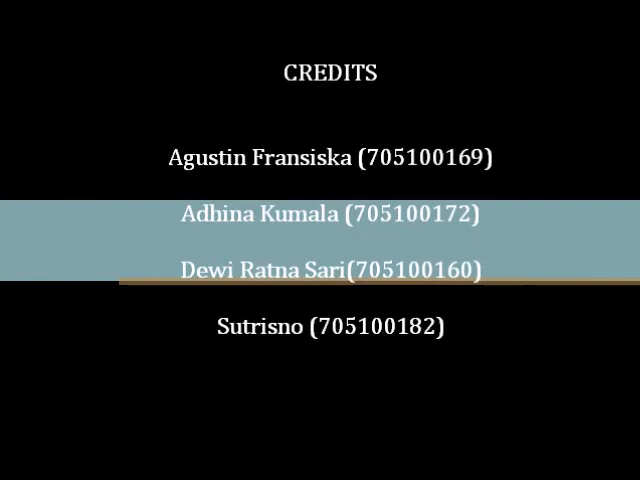 CREDITS
Agustin Fransiska (705100169)
Adhina Kumala (705100172)
Dewi Ratna Sari(705100160)
Sutrisno (705100182)